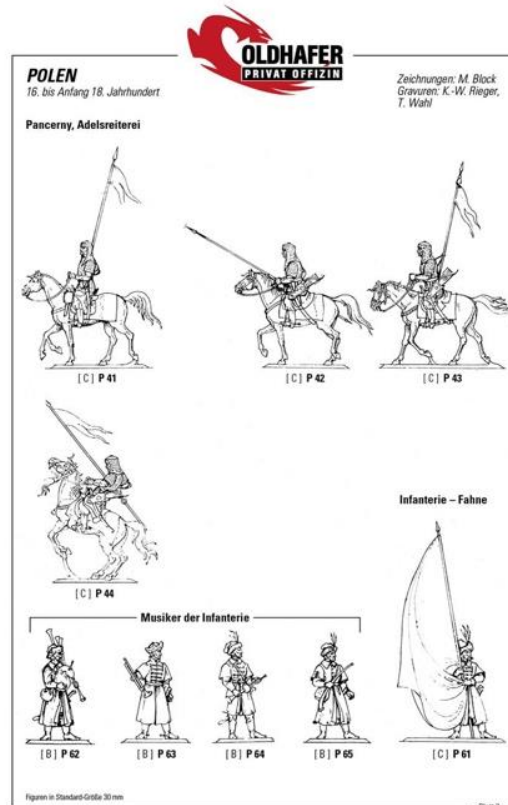 OLDHAFER
PRIVAT OFFIZIN
POLEN
16. bis Anfang 18. Jahrhundert
Zeichnungen: M. Block
Gravuren: K.-W. Rieger,
T. Wahl
Pancerny, Adelsreiterei
[C] P 41
[C] P 42
[C] P 43
[C] P 44
Infanterie – Fahne
Musiker der Infanterie
[B] P 62
[B] P 63
[B] P 64
[B] P 65
[C] P 61
Figuren in Standard-Größe 30 mm